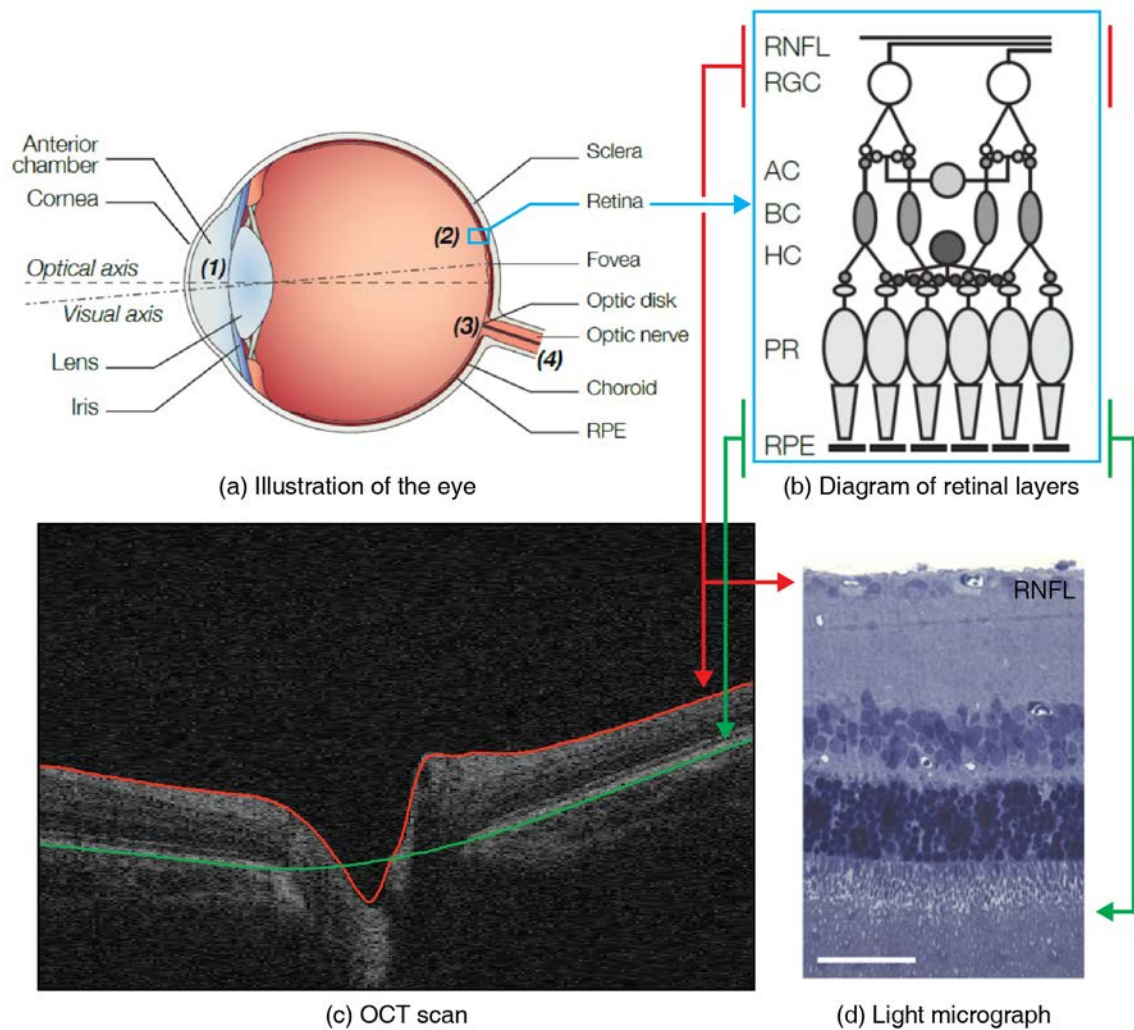 Anterior
chamber
Cornea
Optical axis
Visual axis
Lens
Iris
(1)
(2)
(3)
(4)
Sclera
Retina
Fovea
Optic disk
Optic nerve
Choroid
RPE
(a) Illustration of the eye
RNFL
RGC
AC
BC
HC
PR
RPE
(b) Diagram of retinal layers
(c) OCT scan
RNFL
(d) Light micrograph